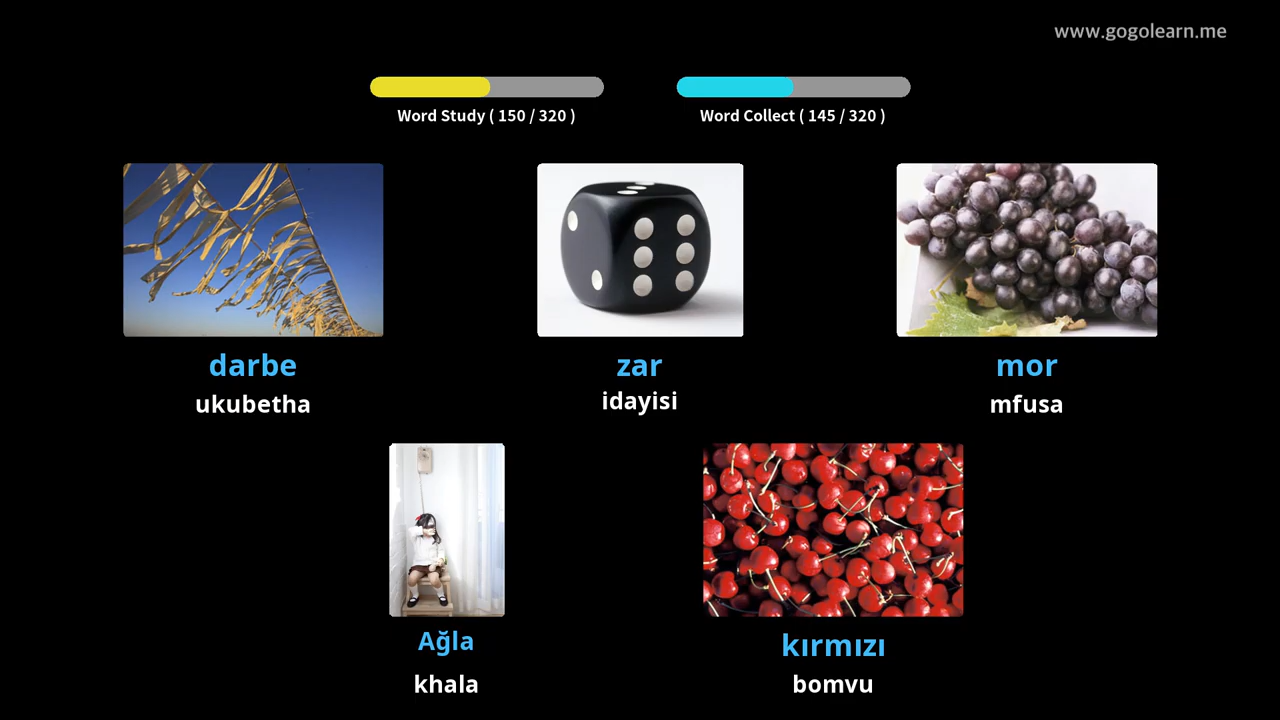 www.gogolearn.me
Word Study ( 150 / 320 )
Word Collect ( 145 / 320 )
darbe
ukubetha
zar
idayisi
mor
mfusa
Ağla
khala
kırmızı
bomvu